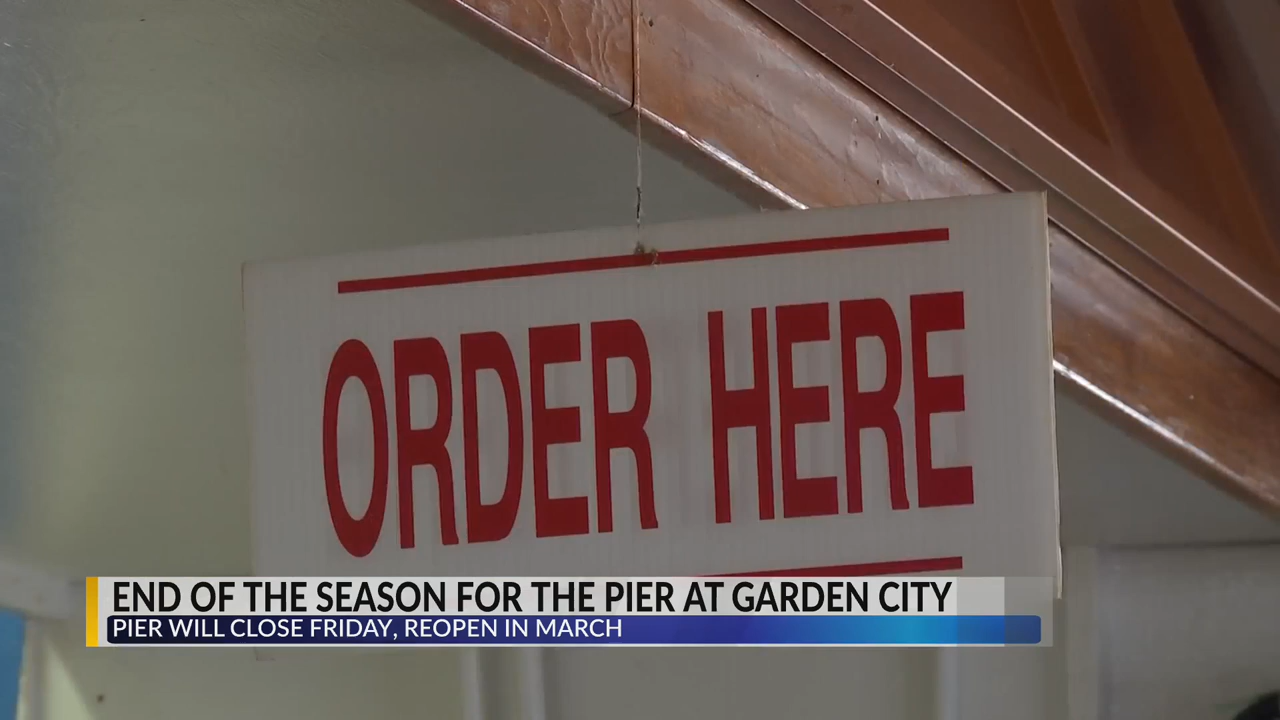 ORDER HERE
END OF THE SEASON FOR THE PIER AT GARDEN CITY
PIER WILL CLOSE FRIDAY, REOPEN IN MARCH